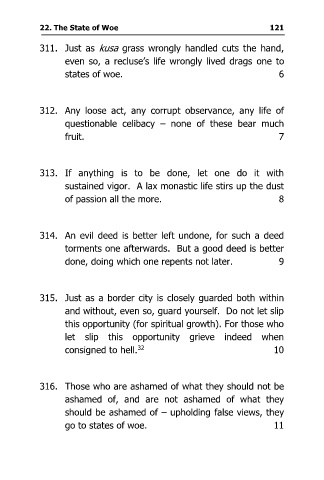 22. The State of Woe 121
311. Just as kusa grass wrongly handled cuts the hand,
even so, a recluse's life wrongly lived drags one to
states of woe. 6
312. Any loose act, any corrupt observance, any life of
questionable celibacy – none of these bear much
fruit. 7
313. If anything is to be done, let one do it with
sustained vigor. A lax monastic life stirs up the dust
of passion all the more. 8
314. An evil deed is better left undone, for such a deed
torments one afterwards. But a good deed is better
done, doing which one repents not later. 9
315. Just as a border city is closely guarded both within
and without, even so, guard yourself. Do not let slip
this opportunity (for spiritual growth). For those who
let slip this opportunity grieve indeed when
consigned to hell.32 10
316. Those who are ashamed of what they should not be
ashamed of, and are not ashamed of what they
should be ashamed of – upholding false views, they
go to states of woe. 11